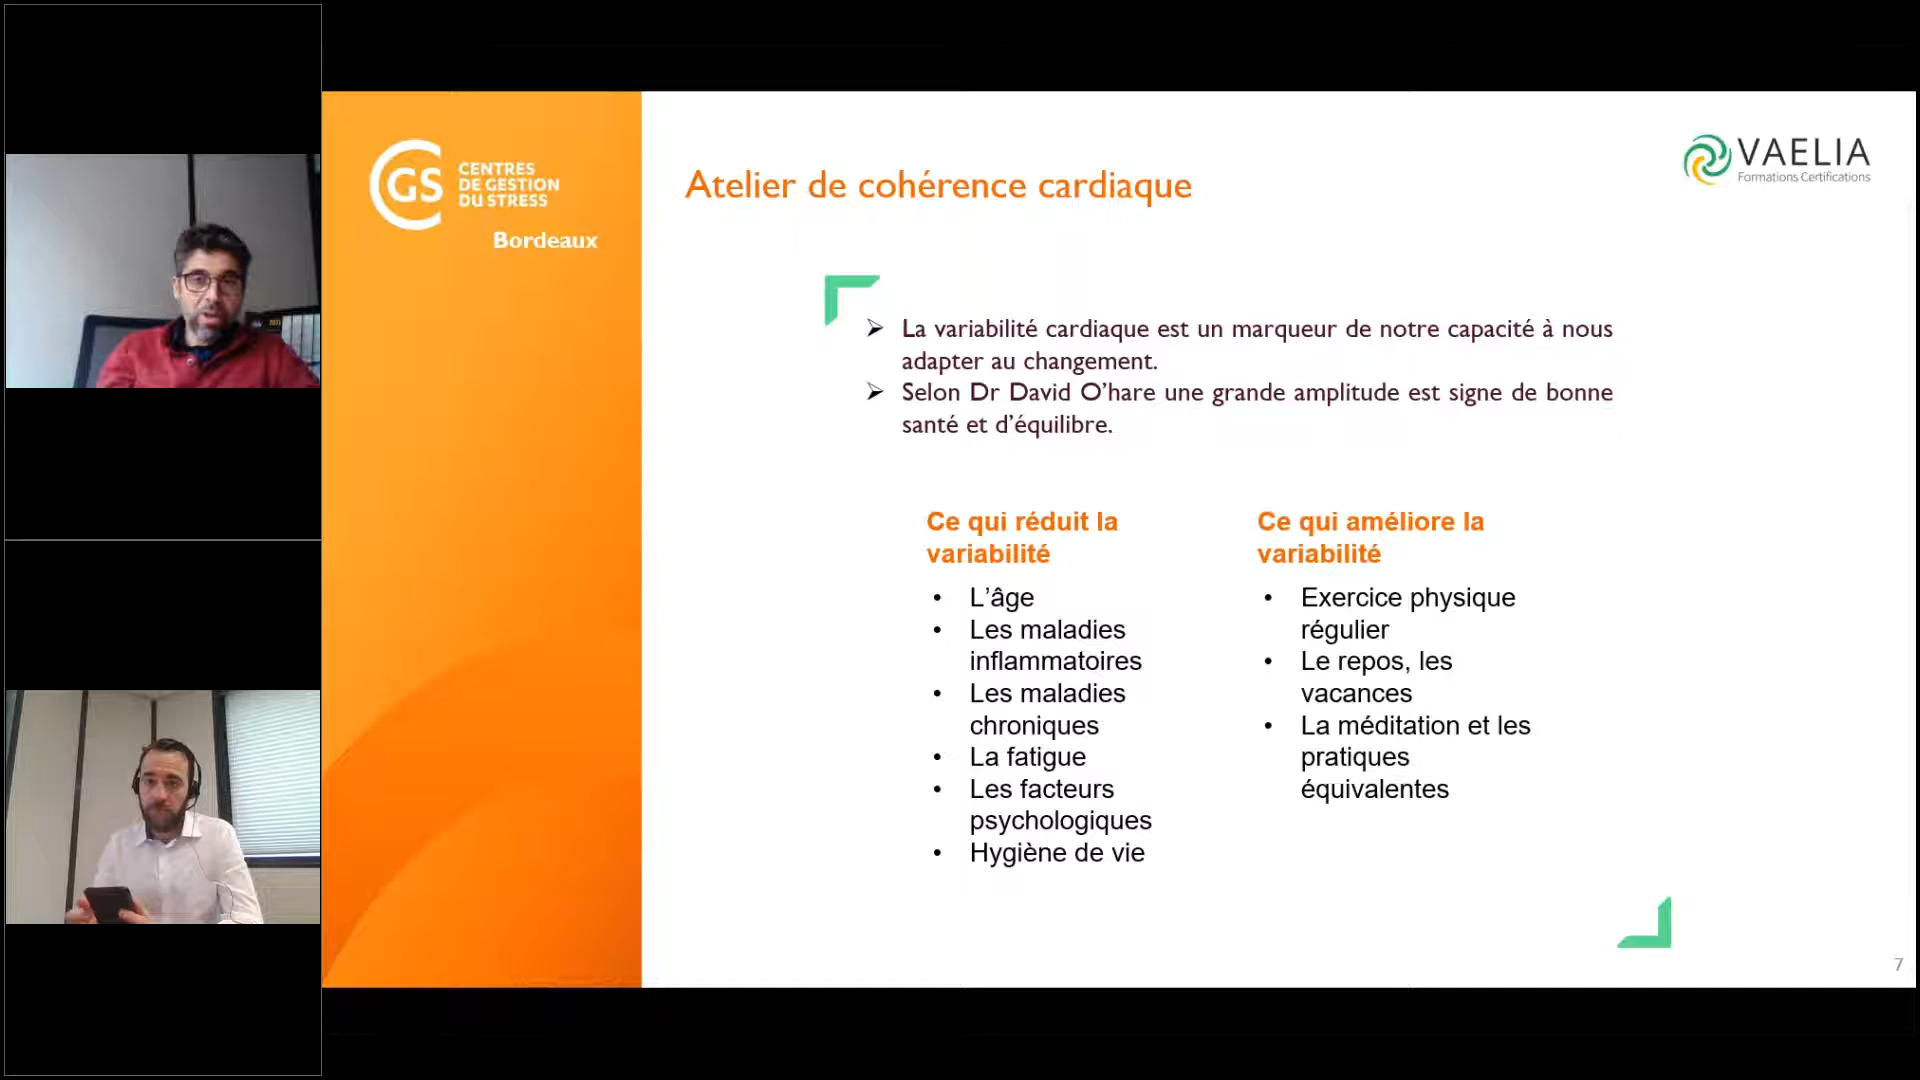 GS
CENTRES
DE GESTION
DU STRESS
Bordeaux
Atelier de cohérence cardiaque
VAELIA
Formations Certifications
➢ La variabilité cardiaque est un marqueur de notre capacité à nous
adapter au changement.
➢ Selon Dr David O’hare une grande amplitude est signe de bonne
santé et d’équilibre.
Ce qui réduit la
variabilité
• L’âge
• Les maladies
inflammatoires
• Les maladies
chroniques
• La fatigue
• Les facteurs
psychologiques
• Hygiène de vie
Ce qui améliore la
variabilité
• Exercice physique
régulier
• Le repos, les
vacances
• La méditation et les
pratiques
équivalentes
7